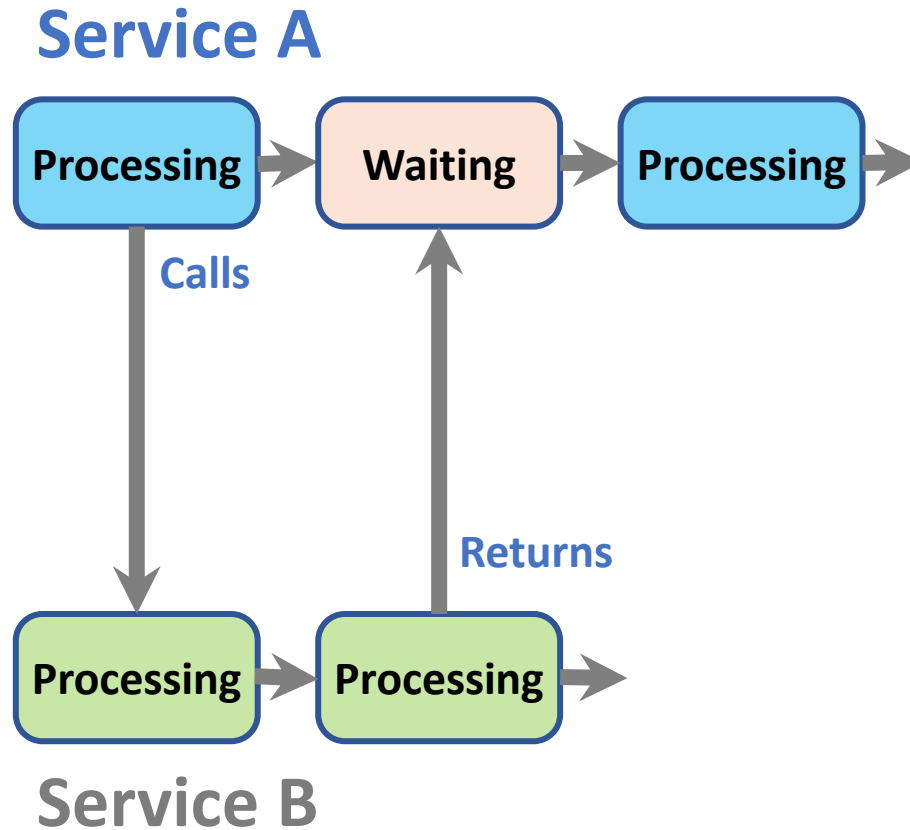 Service A
Processing
Waiting
Processing
Calls
Returns
Processing
Processing
Service B